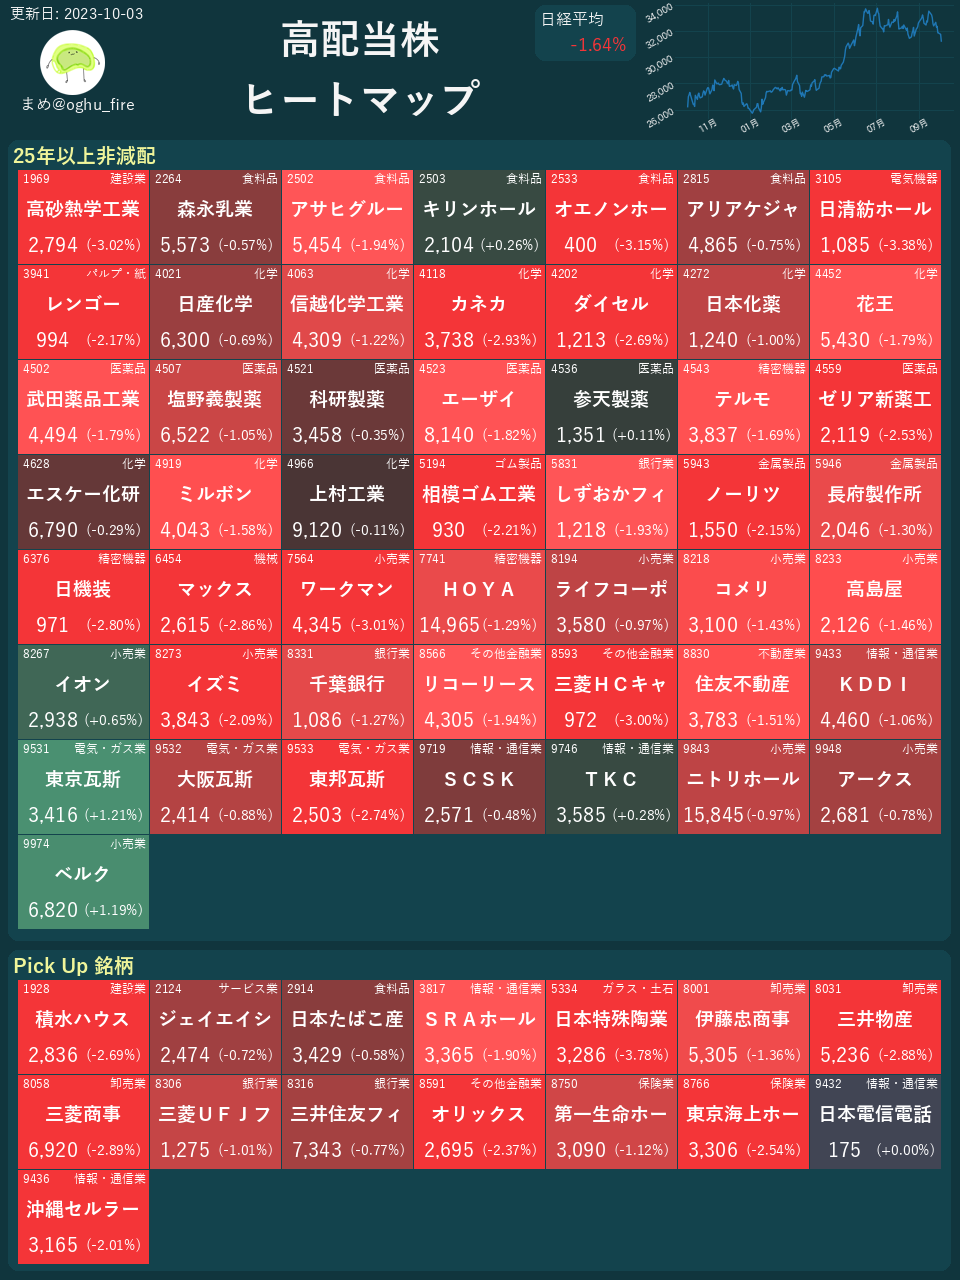 更新日: 2023-10-03
まめ@oghu_fire
高配当株
ヒートマップ
日経平均
-1.64%
34,000
32,000
30,000
28,000
26,000
11月 01月 03月 05月 07月 09月
25年以上非減配
1969 建設業 2264 食料品 2502 食料品 2503 食料品 2533 食料品 2815 食料品 3105 電気機器
高砂熱学工業 森永乳業 アサヒグルー キリンホール オエノンホー アリアケジャ 日清紡ホール
2,794 (-3.02%) 5,573 (-0.57%) 5,454 (-1.94%) 2,104 (+0.26%) 400 (-3.15%) 4,865 (-0.75%) 1,085 (-3.38%)
3941 パルプ・紙 4021 化学 4063 化学 4118 化学 4202 化学 4272 化学 4452 化学
レンゴー 日産化学 信越化学工業 カネカ ダイセル 日本化薬 花王
994 (-2.17%) 6,300 (-0.69%) 4,309 (-1.22%) 3,738 (-2.93%) 1,213 (-2.69%) 1,240 (-1.00%) 5,430 (-1.79%)
4502 医薬品 4507 医薬品 4521 医薬品 4523 医薬品 4536 医薬品 4543 精密機器 4559 医薬品
武田薬品工業 塩野義製薬 科研製薬 エーザイ 参天製薬 テルモ ゼリア新薬工
4,494 (-1.79%) 6,522 (-1.05%) 3,458 (-0.35%) 8,140 (-1.82%) 1,351 (+0.11%) 3,837 (-1.69%) 2,119 (-2.53%)
4628 化学 4919 化学 4966 化学 5194 ゴム製品 5831 銀行業 5943 金属製品 5946 金属製品
エスケー化研 ミルボン 上村工業 相模ゴム工業 しずおかフィ ノーリツ 長府製作所
6,790 (-0.29%) 4,043 (-1.58%) 9,120 (-0.11%) 930 (-2.21%) 1,218 (-1.93%) 1,550 (-2.15%) 2,046 (-1.30%)
6376 精密機器 6454 機械 7564 小売業 7741 精密機器 8194 小売業 8218 小売業 8233 小売業
日機装 マックス ワークマン ＨＯＹＡ ライフコーポ コメリ 高島屋
971 (-2.80%) 2,615 (-2.86%) 4,345 (-3.01%) 14,965 (-1.29%) 3,580 (-0.97%) 3,100 (-1.43%) 2,126 (-1.46%)
8267 小売業 8273 小売業 8331 銀行業 8566 その他金融業 8593 その他金融業 8830 不動産業 9433 情報・通信業
イオン イズミ 千葉銀行 リコーリース 三菱ＨＣキャ 住友不動産 ＫＤＤＩ
2,938 (+0.65%) 3,843 (-2.09%) 1,086 (-1.27%) 4,305 (-1.94%) 972 (-3.00%) 3,783 (-1.51%) 4,460 (-1.06%)
9531 電気・ガス業 9532 電気・ガス業 9533 電気・ガス業 9719 情報・通信業 9746 情報・通信業 9843 小売業 9948 小売業
東京瓦斯 大阪瓦斯 東邦瓦斯 ＳＣＳＫ ＴＫＣ ニトリホール アークス
3,416 (+1.21%) 2,414 (-0.88%) 2,503 (-2.74%) 2,571 (-0.48%) 3,585 (+0.28%) 15,845 (-0.97%) 2,681 (-0.78%)
9974 小売業
ベルク
6,820 (+1.19%)
Pick Up 銘柄
1928 建設業 2124 サービス業 2914 食料品 3817 情報・通信業 5334 ガラス・土石 8001 卸売業 8031 卸売業
積水ハウス ジェイエイシ 日本たばこ産 ＳＲＡホール 日本特殊陶業 伊藤忠商事 三井物産
2,836 (-2.69%) 2,474 (-0.72%) 3,429 (-0.58%) 3,365 (-1.90%) 3,286 (-3.78%) 5,305 (-1.36%) 5,236 (-2.88%)
8058 卸売業 8306 銀行業 8316 銀行業 8591 その他金融業 8750 保険業 8766 保険業 9432 情報・通信業
三菱商事 三菱ＵＦＪフ 三井住友フィ オリックス 第一生命ホー 東京海上ホー 日本電信電話
6,920 (-2.89%) 1,275 (-1.01%) 7,343 (-0.77%) 2,695 (-2.37%) 3,090 (-1.12%) 3,306 (-2.54%) 175 (+0.00%)
9436 情報・通信業
沖縄セルラー
3,165 (-2.01%)